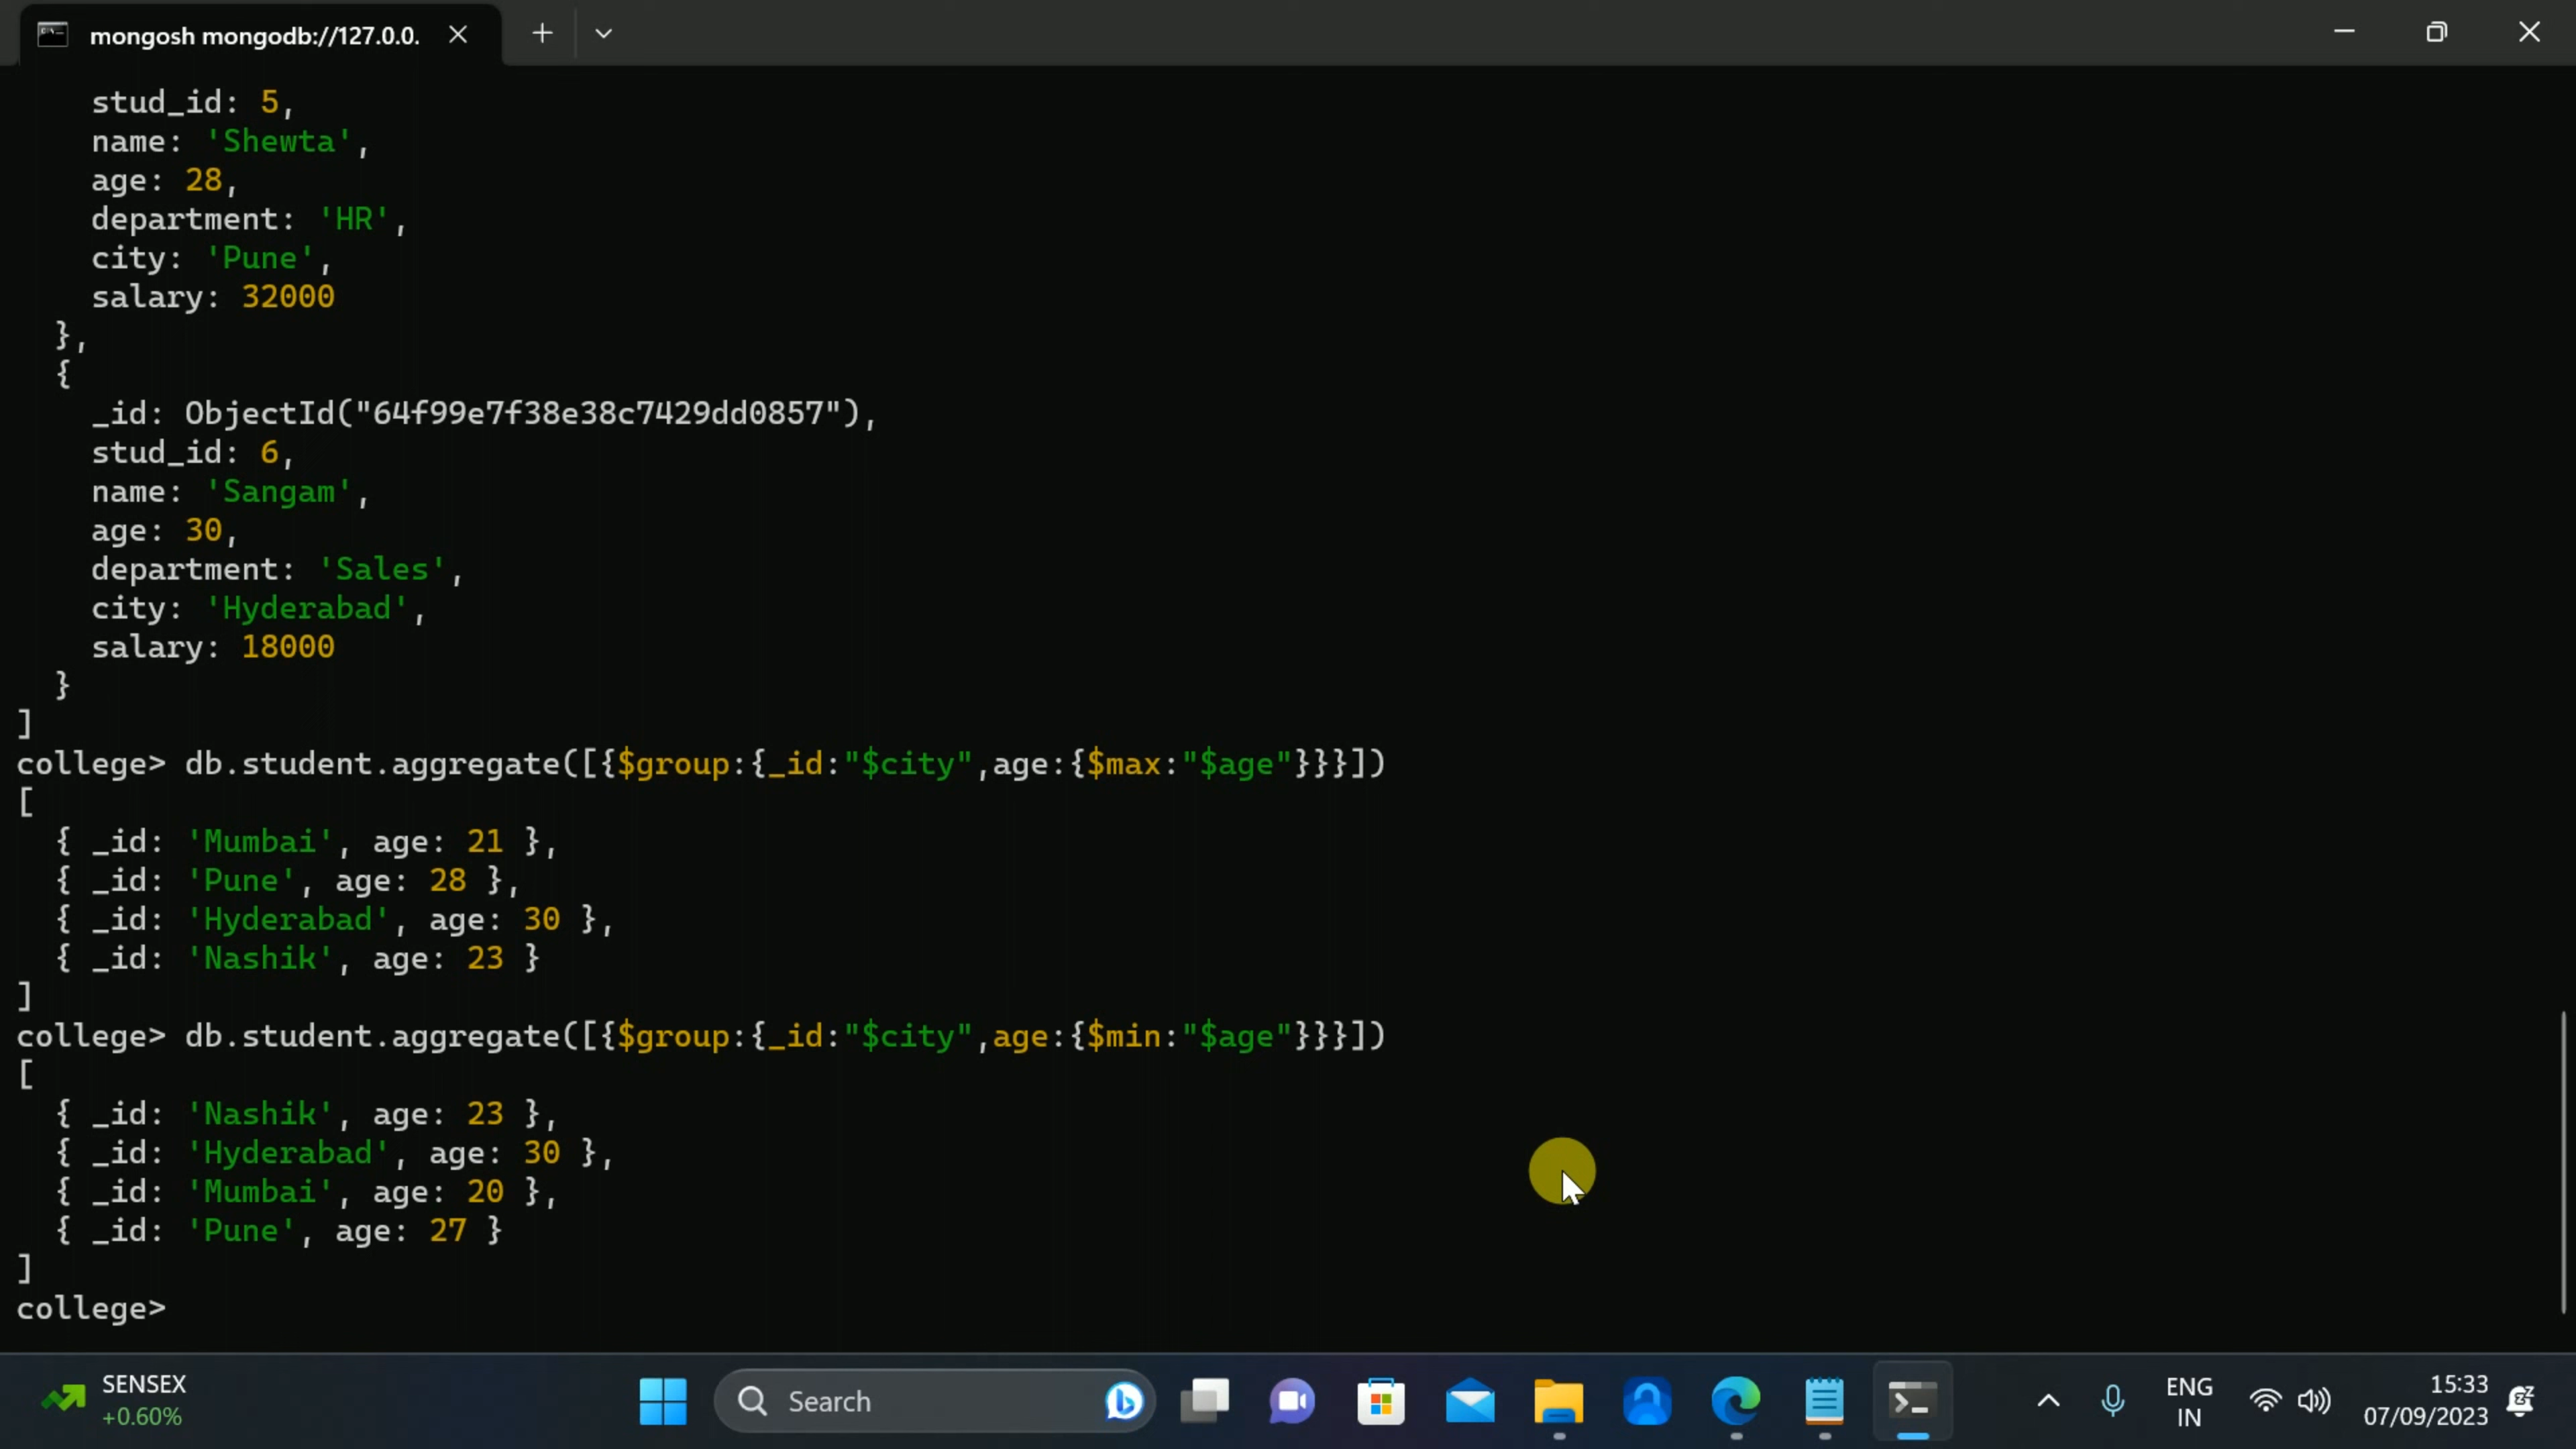 mongosh mongodb://127.0.0.
stud_id: 5,
name: 'Shewta',
age: 28,
department: 'HR',
city: 'Pune',
salary: 32000
},
{
_id: ObjectId("64f99e7f38e38c7429dd0857"),
stud_id: 6,
name: 'Sangam',
age: 30,
department: 'Sales',
city: 'Hyderabad',
salary: 18000
}
]
college> db.student.aggregate([{$group:{_id:"$city",age:{$max:"$age"}}}])
[
{ _id: 'Mumbai', age: 21 },
{ _id: 'Pune', age: 28 },
{ _id: 'Hyderabad', age: 30 },
{ _id: 'Nashik', age: 23 }
]
college> db.student.aggregate([{$group:{_id:"$city",age:{$min:"$age"}}}])
[
{ _id: 'Nashik', age: 23 },
{ _id: 'Hyderabad', age: 30 },
{ _id: 'Mumbai', age: 20 },
{ _id: 'Pune', age: 27 }
]
college>
SENSEX
+0.60%
Search
ENG
IN
15:33
07/09/2023